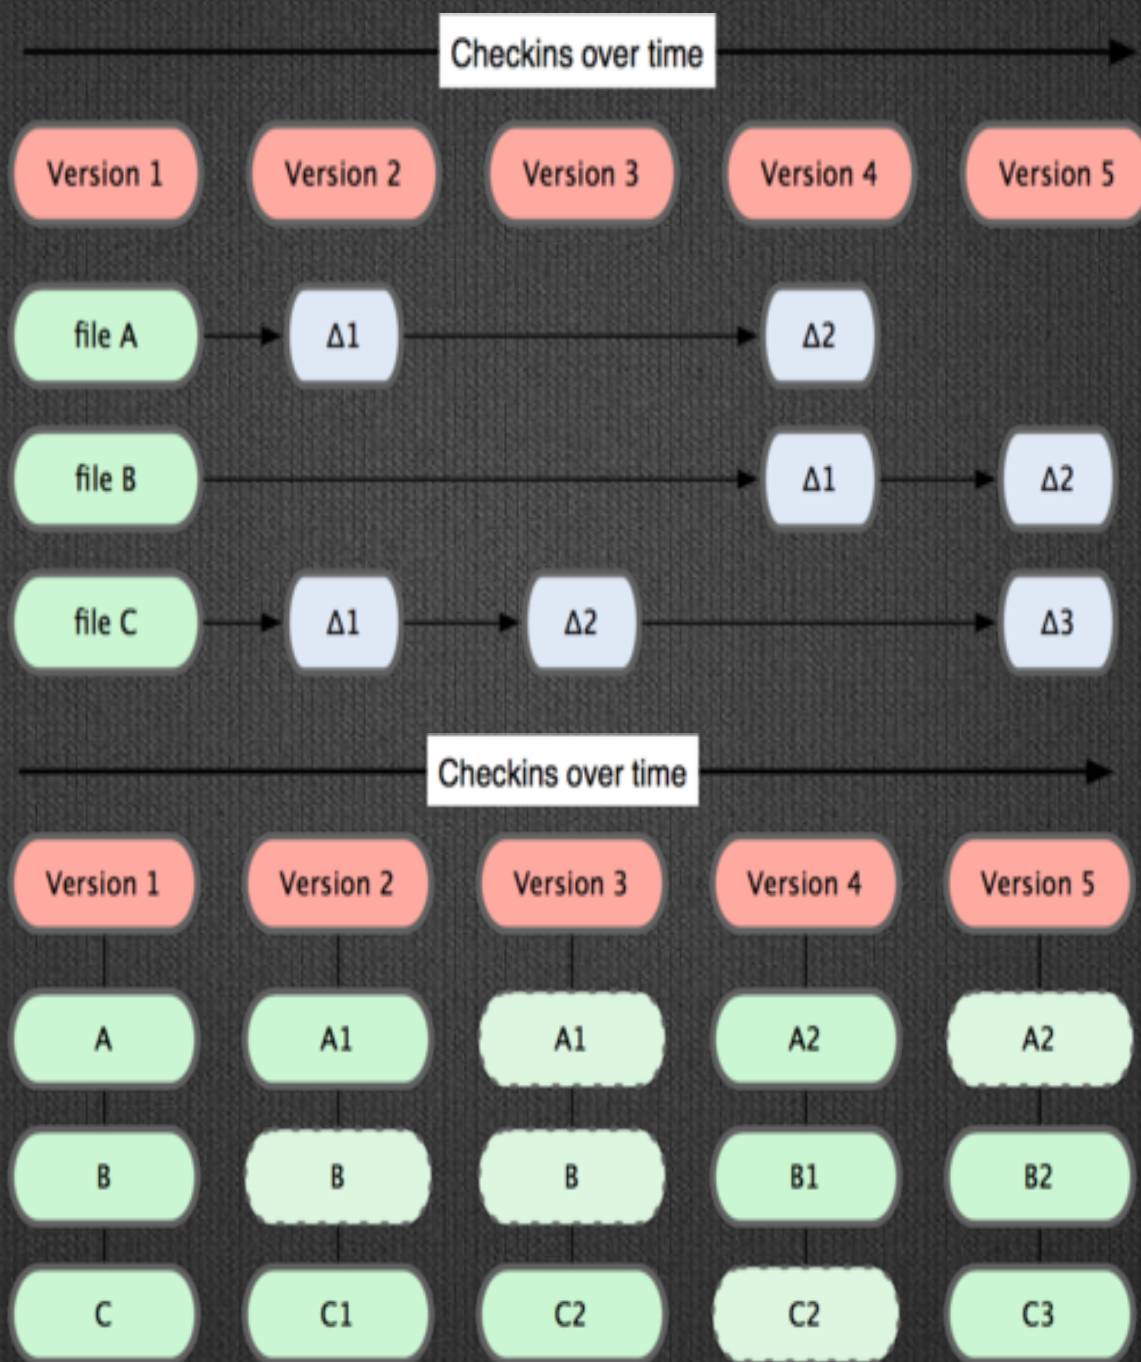 Checkins over time
Version 1 Version 2 Version 3 Version 4 Version 5
file A Δ1 Δ2
file B Δ1 Δ2
file C Δ1 Δ2 Δ3
Checkins over time
Version 1 Version 2 Version 3 Version 4 Version 5
A A1 A1 A2 A2
B B B B1 B2
C C1 C2 C2 C3